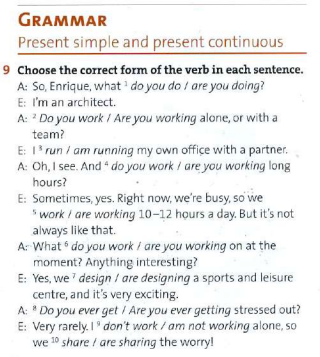 GRAMMAR
Present simple and present continuous
9 Choose the correct form of the verb in each sentence.
A: So, Enrique, what ¹ do you do / are you doing?
E: I'm an architect.
A: ² Do you work / Are you working alone, or with a
team?
E: I ³ run / am running my own office with a partner.
A: Oh, I see. And ⁴ do you work / are you working long
hours?
E: Sometimes, yes. Right now, we're busy, so we
⁵ work / are working 10–12 hours a day. But it's not
always like that.
A: What ⁶ do you work / are you working on at the
moment? Anything interesting?
E: Yes, we ⁷ design / are designing a sports and leisure
centre, and it's very exciting.
A: ⁸ Do you ever get / Are you ever getting stressed out?
E: Very rarely. I ⁹ don't work / am not working alone, so
we ¹⁰ share / are sharing the worry!